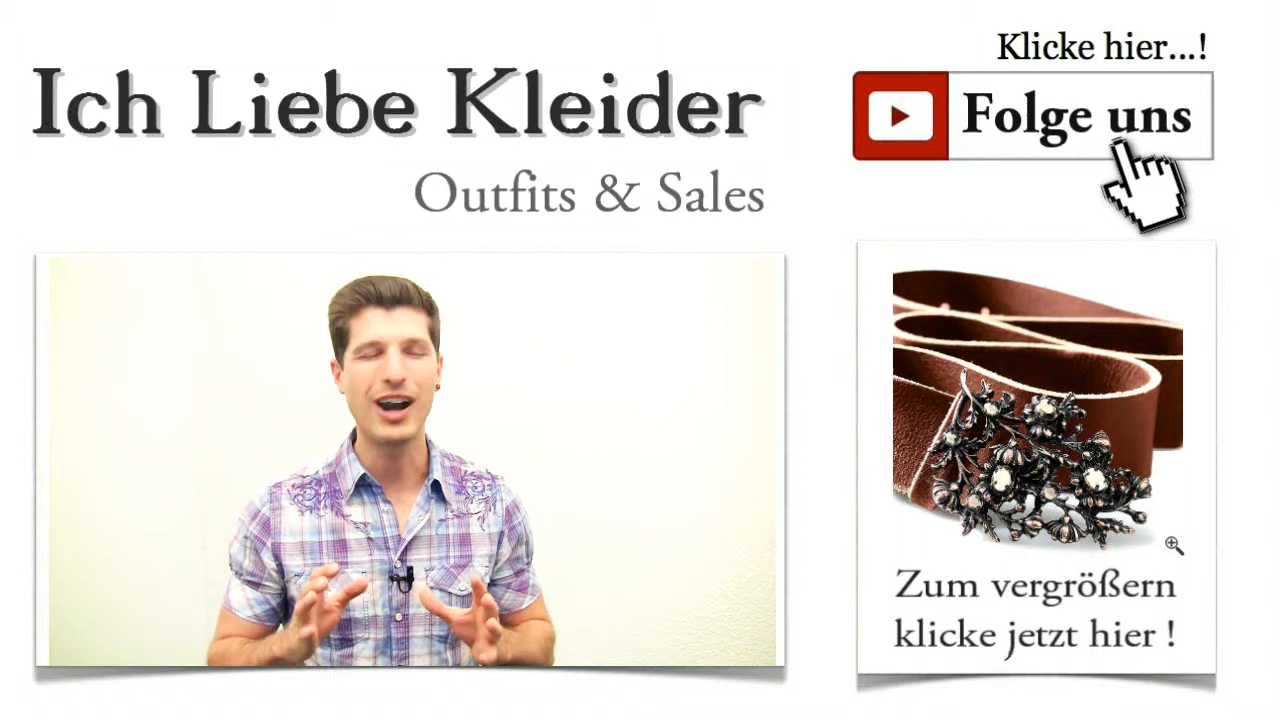 Klicke hier...!
Ich Liebe Kleider
Folge uns
Outfits & Sales
Zum vergrößern
klicke jetzt hier !